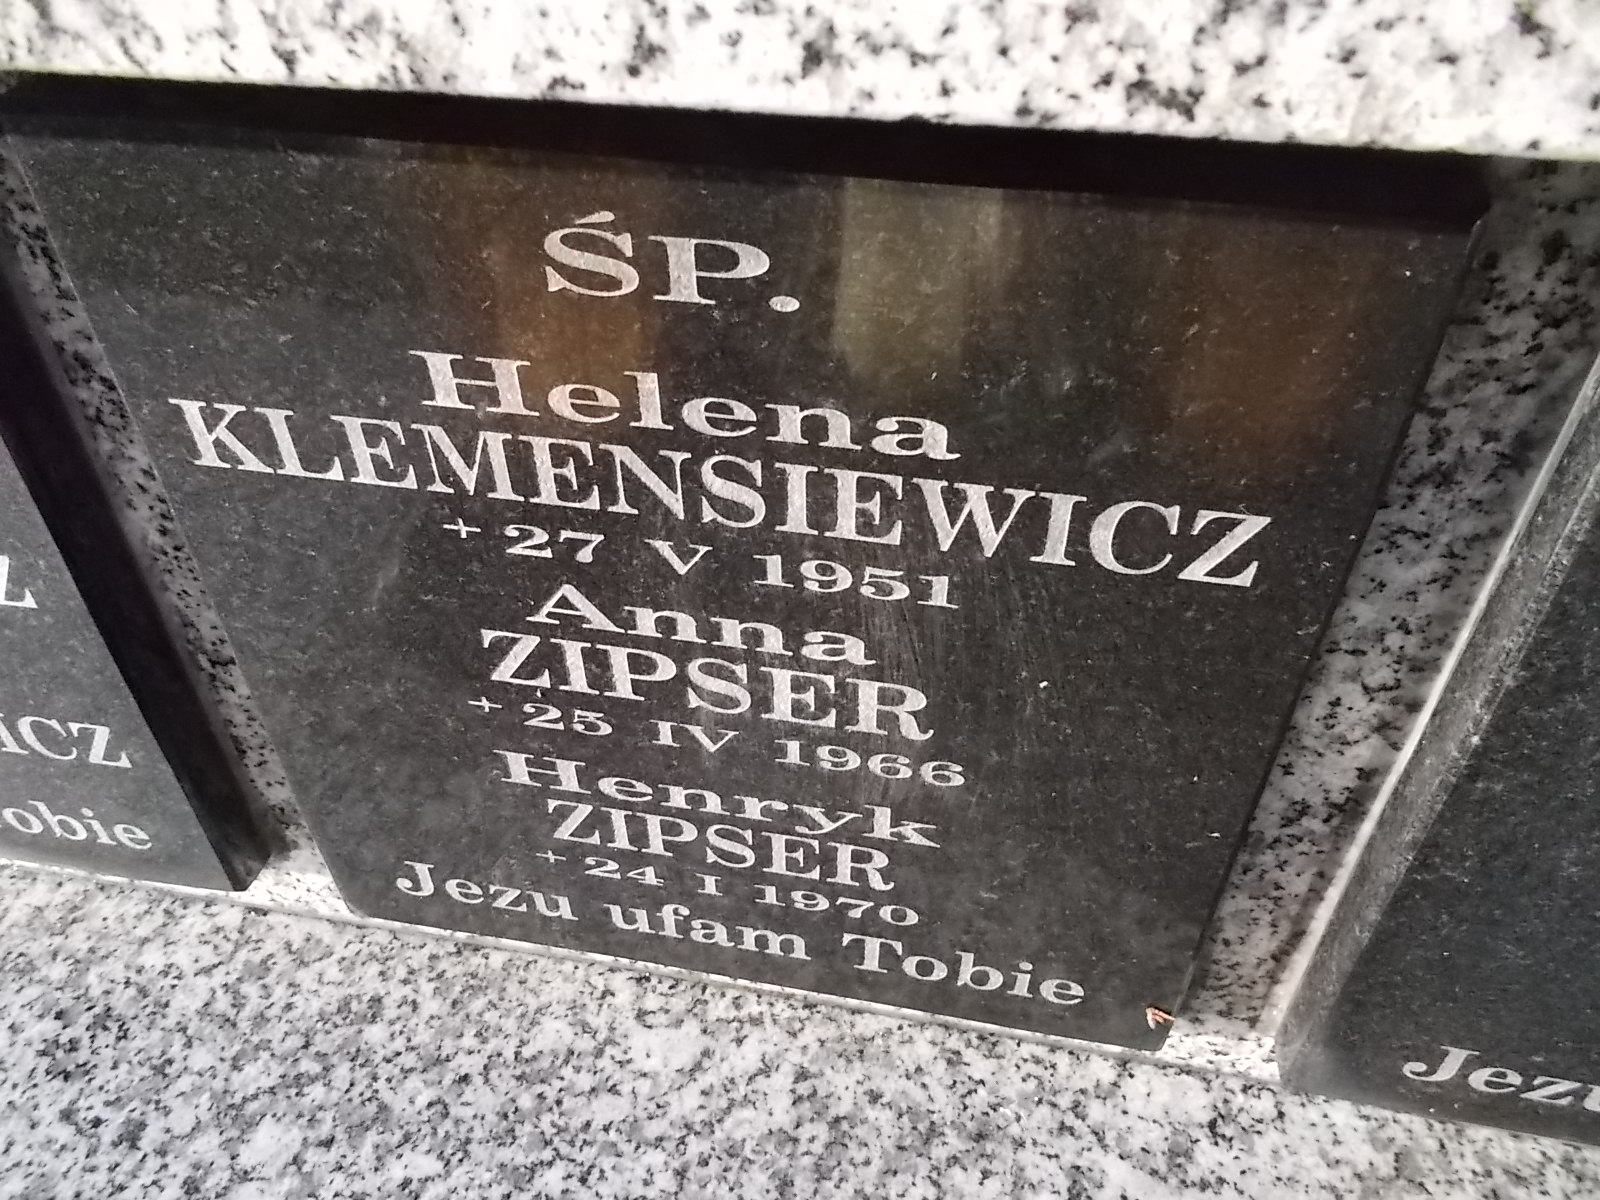 ŚP.
Helena
KLEMENSIEWICZ
+ 27 V 1951
Anna
ZIPSER
+ 25 IV 1966
Henryk
ZIPSER
+ 24 I 1970
Jezu ufam Tobie